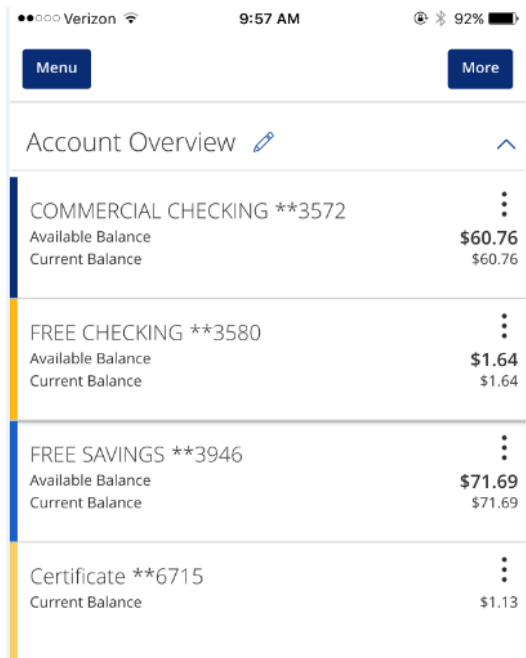 ●●○○○ Verizon 9:57 AM 92%
Menu More
Account Overview
COMMERCIAL CHECKING **3572
Available Balance $60.76
Current Balance $60.76
FREE CHECKING **3580
Available Balance $1.64
Current Balance $1.64
FREE SAVINGS **3946
Available Balance $71.69
Current Balance $71.69
Certificate **6715
Current Balance $1.13